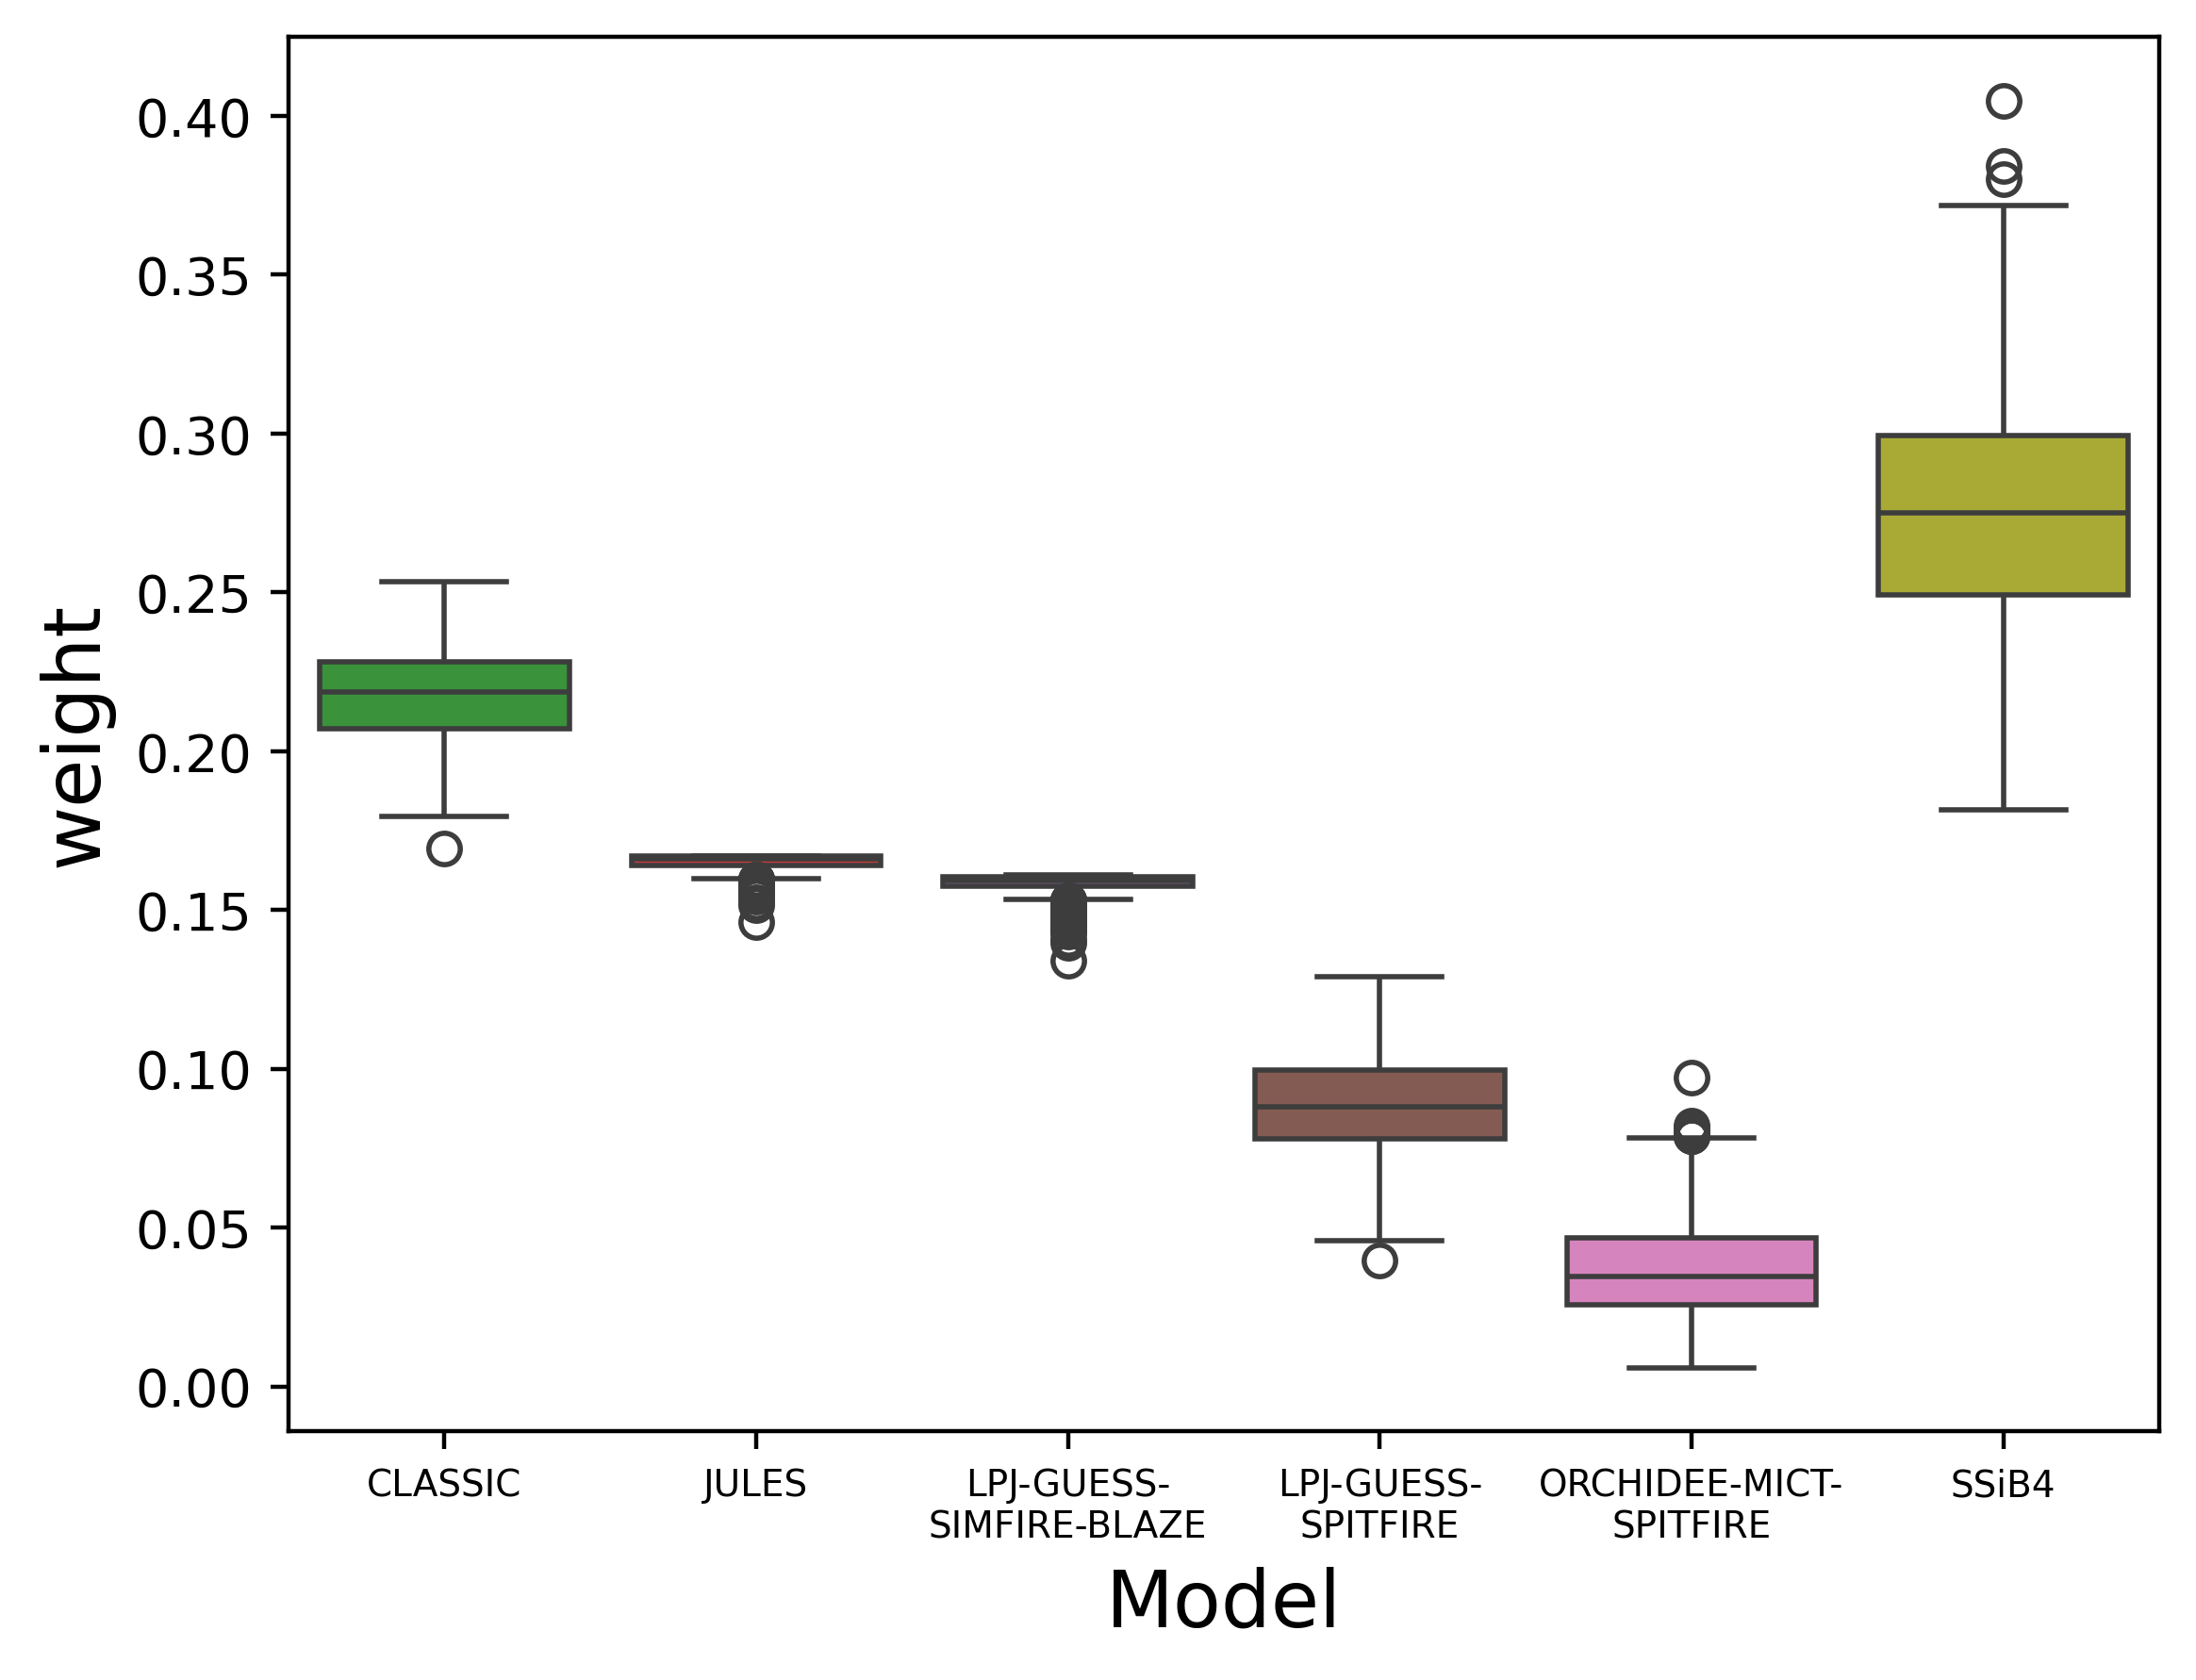 weight
0.40
0.35
0.30
0.25
0.20
0.15
0.10
0.05
0.00
CLASSIC
JULES
LPJ-GUESS-
SIMFIRE-BLAZE
LPJ-GUESS-
SPITFIRE
ORCHIDEE-MICT-
SPITFIRE
SSiB4
Model